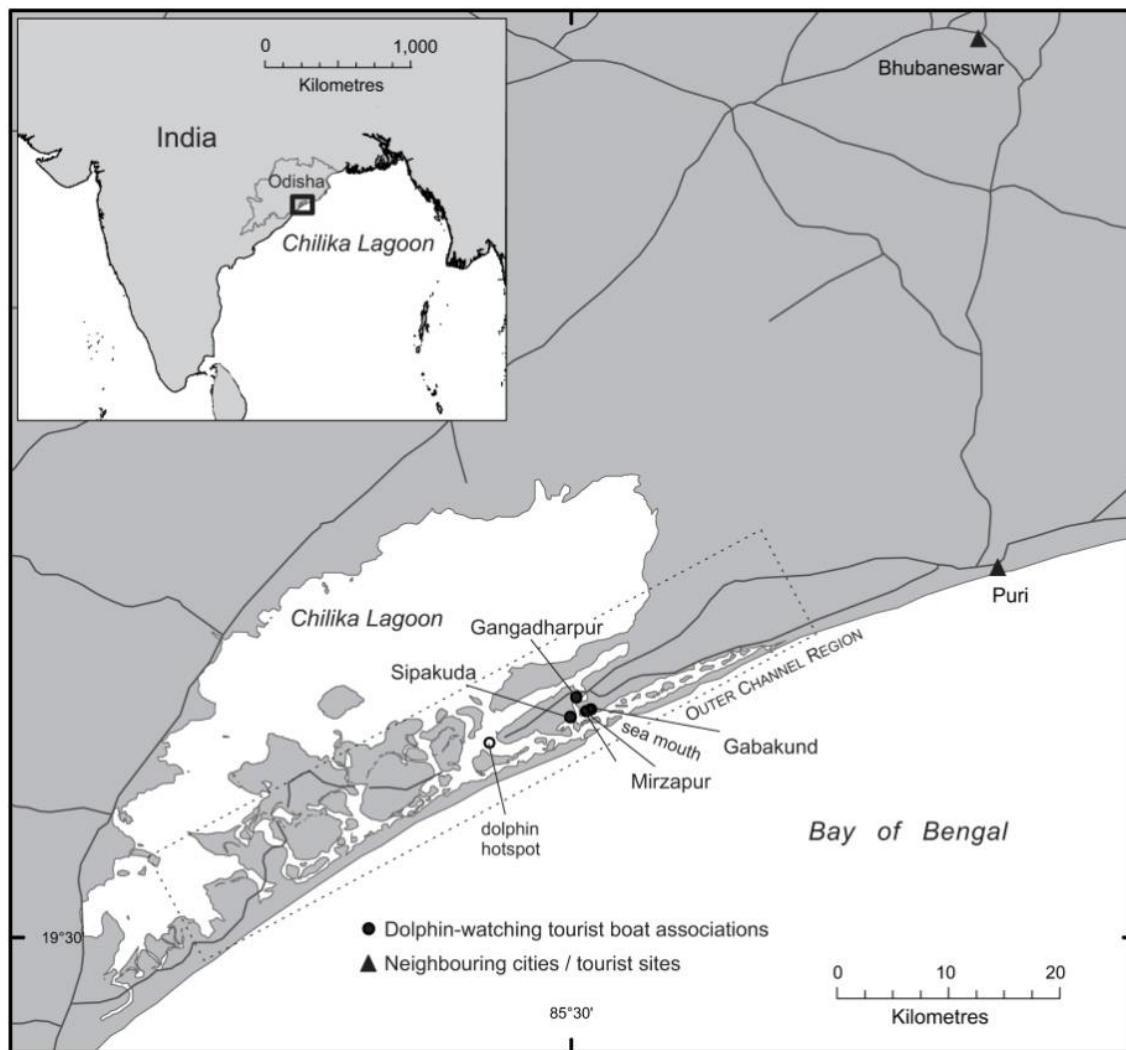 0 1,000
Kilometres
India
Odisha
Chilika Lagoon
Bhubaneswar
Puri
Chilika Lagoon
Gangadharpur
Sipakuda
OUTER CHANNEL REGION
sea mouth
Gabakund
Mirzapur
dolphin
hotspot
Bay of Bengal
Dolphin-watching tourist boat associations
Neighbouring cities / tourist sites
19°30'
85°30'
0 10 20
Kilometres